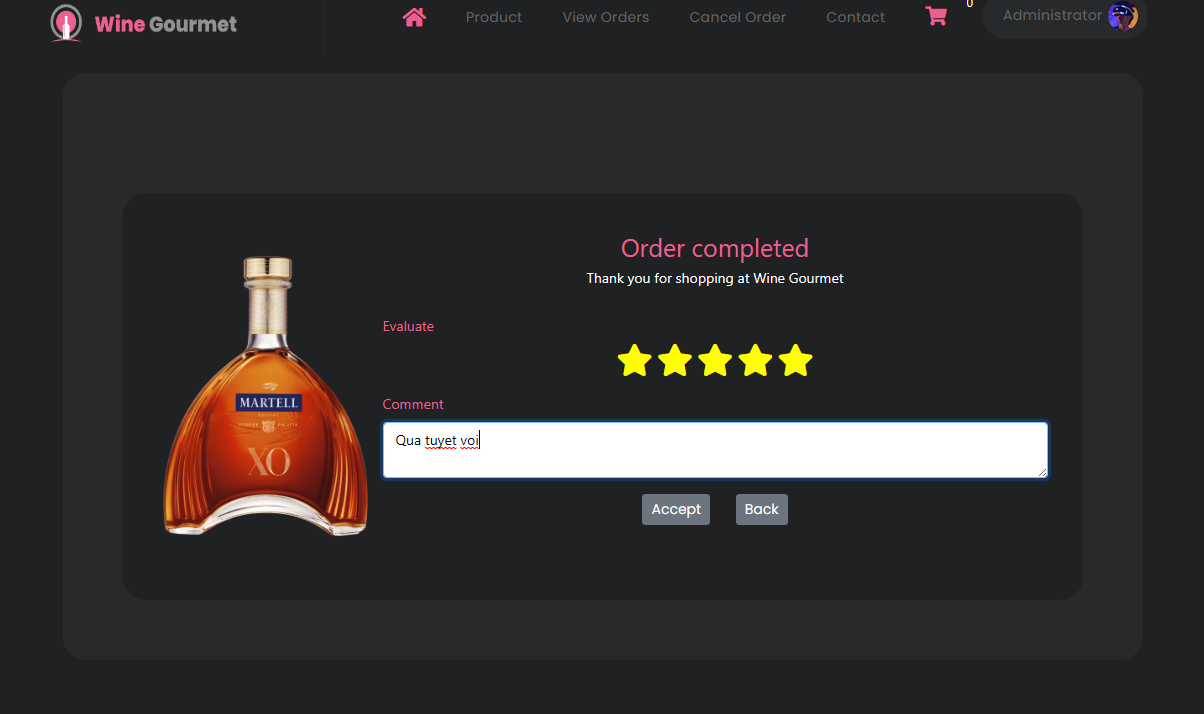 Wine Gourmet
Product
View Orders
Cancel Order
Contact
0
Administrator
Order completed
Thank you for shopping at Wine Gourmet
Evaluate
MARTELL
COGNAC
XO
Comment
Qua tuyet voi
Accept
Back